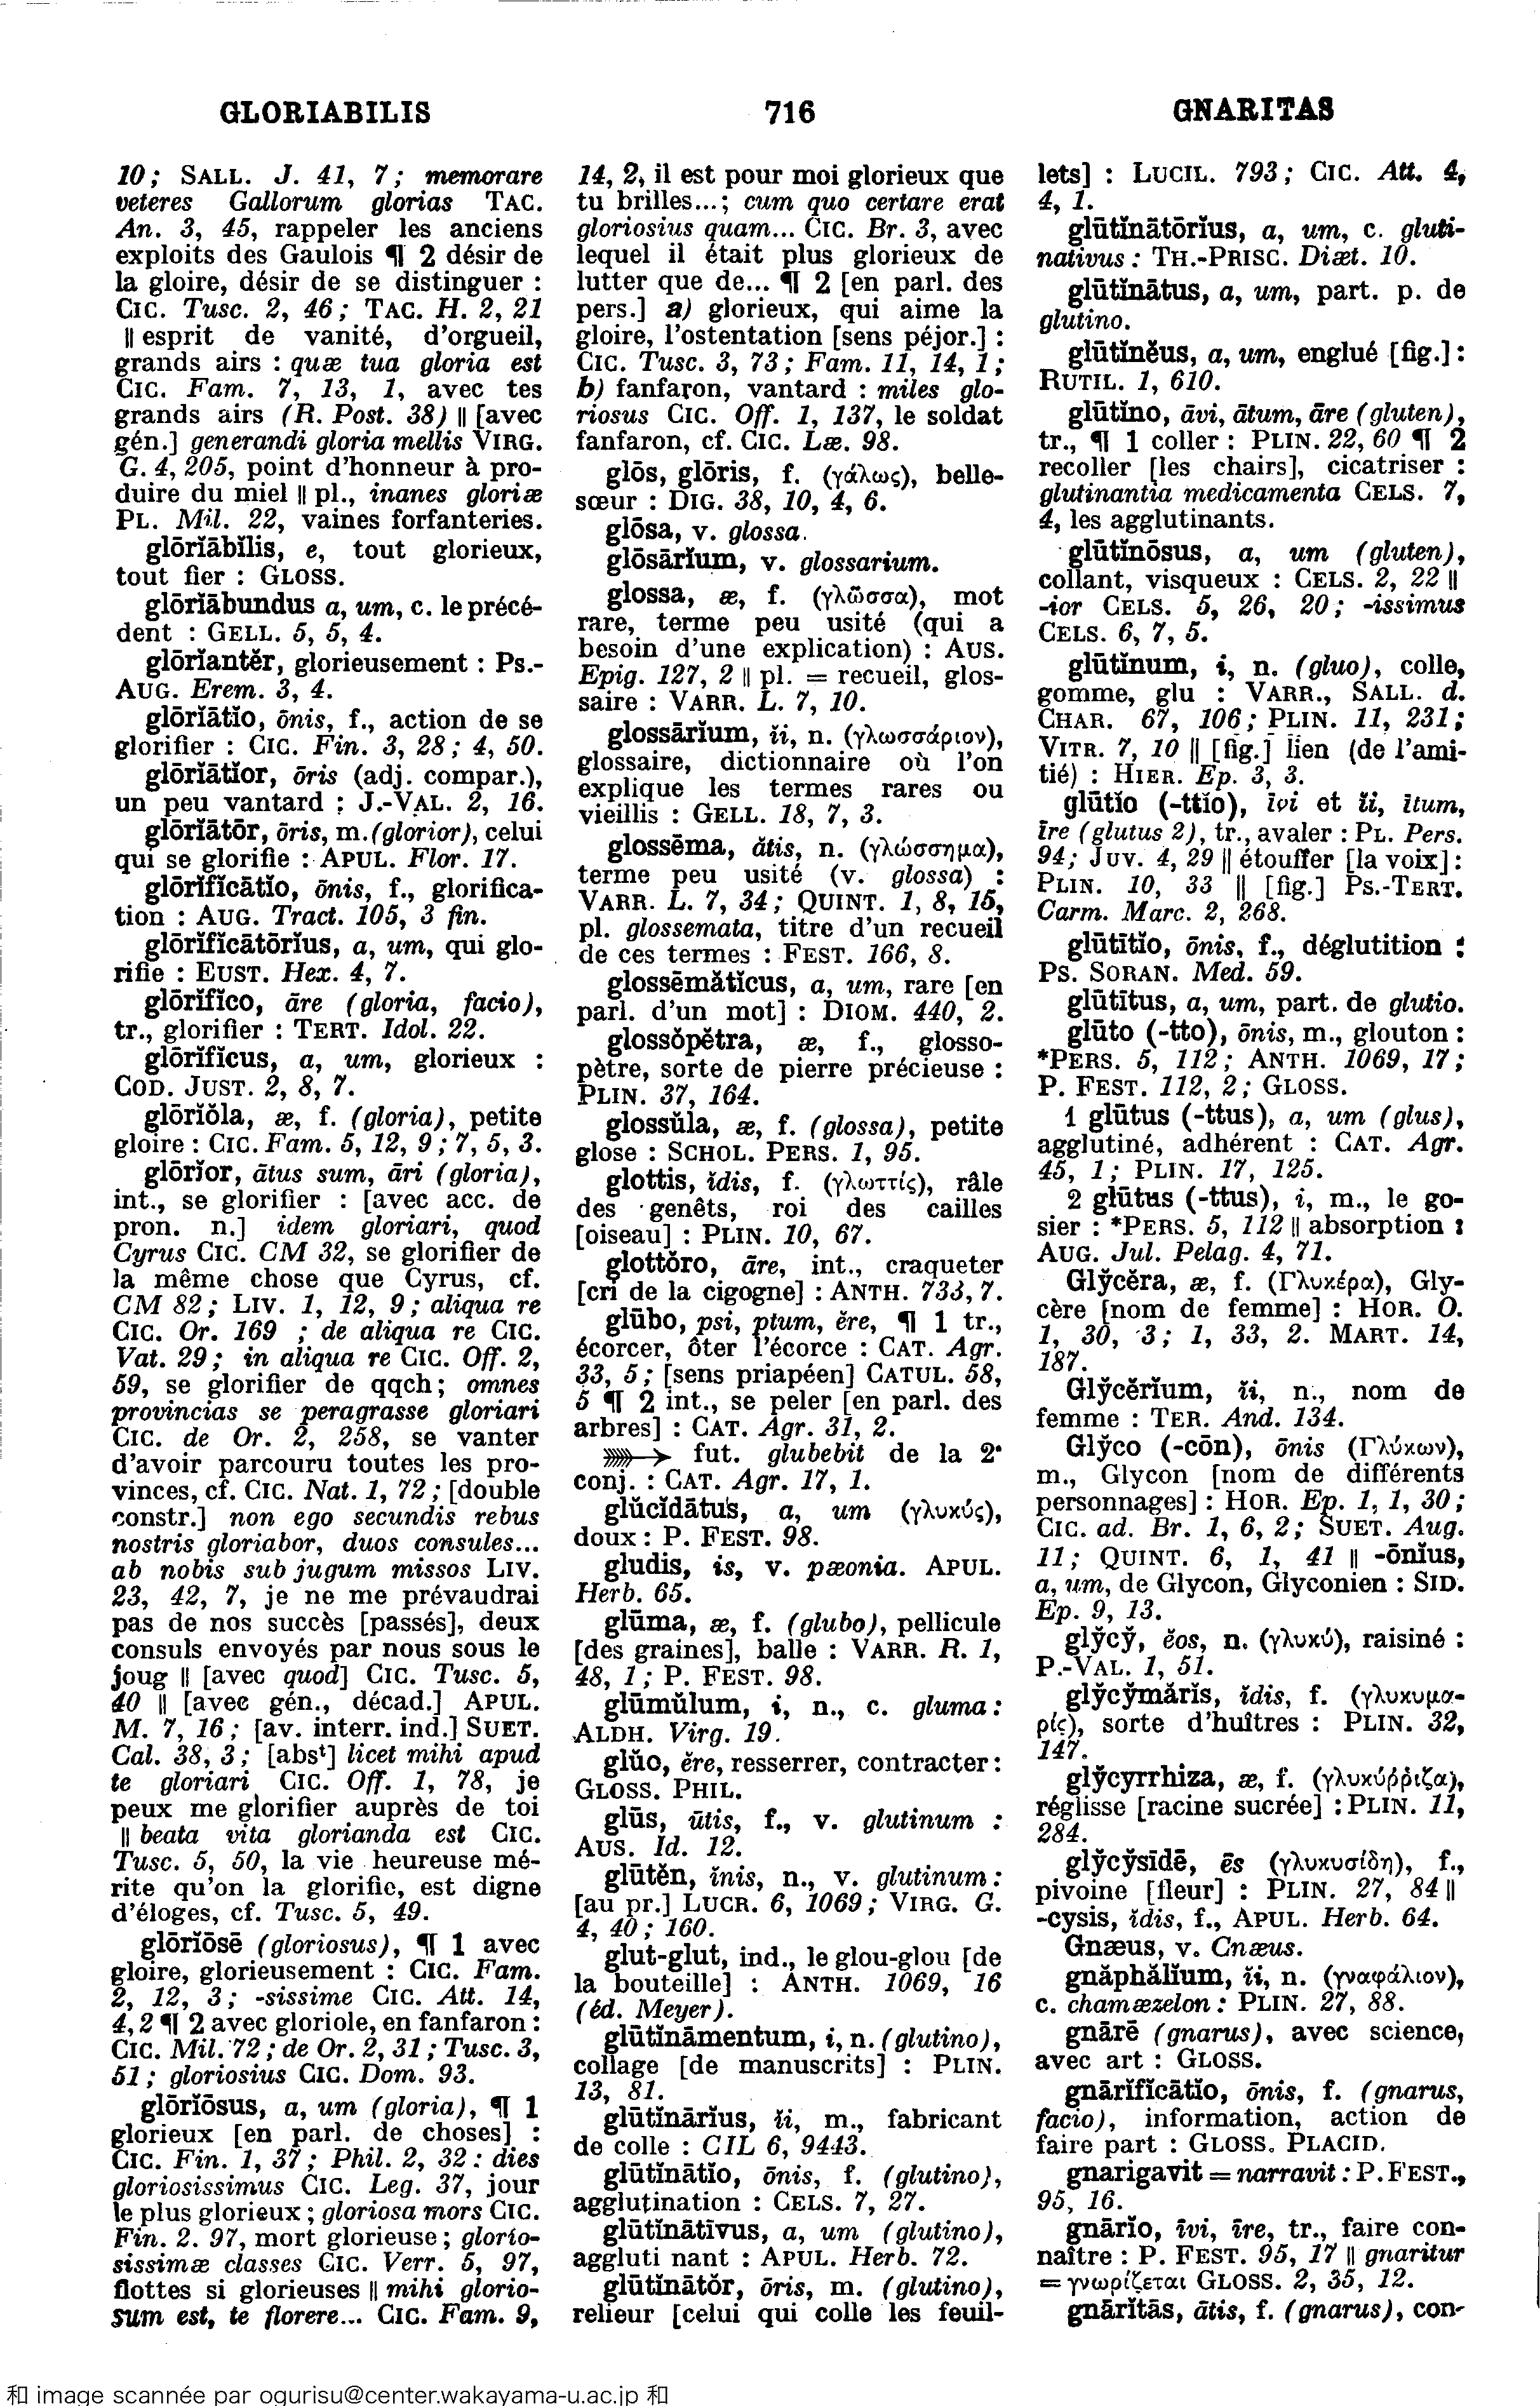 GLORIABILIS
716
GNARITAS
10; SALL. J. 41, 7; memorare
veteres Gallorum glorias TAC.
An. 3, 45, rappeler les anciens
exploits des Gaulois ¶ 2 désir de
la gloire, désir de se distinguer :
CIC. Tusc. 2, 46; TAC. H. 2, 21
|| esprit de vanité, d'orgueil,
grands airs : quæ tua gloria est
CIC. Fam. 7, 13, 1, avec tes
grands airs (R. Post. 38) || [avec
gén.] generandi gloria mellis VIRG.
G. 4, 205, point d'honneur à pro-
duire du miel || pl., inanes gloriæ
PL. Mil. 22, vaines forfanteries.
glōrĭābĭlis, e, tout glorieux,
tout fier : GLOSS.
glōrĭābundus a, um, c. le précé-
dent : GELL. 5, 5, 4.
glōrĭantĕr, glorieusement : Ps.-
AUG. Erem. 3, 4.
glōrĭātĭo, ōnis, f., action de se
glorifier : CIC. Fin. 3, 28; 4, 50.
glōrĭātĭor, ōris (adj. compar.),
un peu vantard : J.-VAL. 2, 16.
glōrĭātŏr, ōris, m. (glorior), celui
qui se glorifie : APUL. Flor. 17.
glōrĭfĭcātĭo, ōnis, f., glorifica-
tion : AUG. Tract. 105, 3 fin.
glōrĭfĭcātōrĭus, a, um, qui glo-
rifie : EUST. Hex. 4, 7.
glōrĭfĭco, āre (gloria, facio),
tr., glorifier : TERT. Idol. 22.
glōrĭfĭcus, a, um, glorieux :
COD. JUST. 2, 8, 7.
glōrĭŏla, æ, f. (gloria), petite
gloire : CIC. Fam. 5, 12, 9; 7, 5, 3.
glōrĭor, ātus sum, āri (gloria),
int., se glorifier : [avec acc. de
pron. n.] idem gloriari, quod
Cyrus CIC. CM 32, se glorifier de
la même chose que Cyrus, cf.
CM 82; LIV. 1, 12, 9; aliqua re
CIC. Or. 169 ; de aliqua re CIC.
Vat. 29; in aliqua re CIC. Off. 2,
59, se glorifier de qqch; omnes
provincias se peragrasse gloriari
CIC. de Or. 2, 258, se vanter
d'avoir parcouru toutes les pro-
vinces, cf. CIC. Nat. 1, 72; [double
constr.] non ego secundis rebus
nostris gloriabor, duos consules...
ab nobis sub jugum missos LIV.
23, 42, 7, je ne me prévaudrai
pas de nos succès [passés], deux
consuls envoyés par nous sous le
joug || [avec quod] CIC. Tusc. 5,
40 || [avec gén., décad.] APUL.
M. 7, 16; [av. interr. ind.] SUET.
Cal. 38, 3; [absᵗ] licet mihi apud
te gloriari CIC. Off. 1, 78, je
peux me glorifier auprès de toi
|| beata vita glorianda est CIC.
Tusc. 5, 50, la vie heureuse mé-
rite qu'on la glorifie, est digne
d'éloges, cf. Tusc. 5, 49.
glōrĭōsē (gloriosus), ¶ 1 avec
gloire, glorieusement : CIC. Fam.
2, 12, 3; -sissime CIC. Att. 14,
4, 2 ¶ 2 avec gloriole, en fanfaron :
CIC. Mil. 72; de Or. 2, 31; Tusc. 3,
51; gloriosius CIC. Dom. 93.
glōrĭōsus, a, um (gloria), ¶ 1
glorieux [en parl. de choses] :
CIC. Fin. 1, 37; Phil. 2, 32 : dies
gloriosissimus CIC. Leg. 37, jour
le plus glorieux; gloriosa mors CIC.
Fin. 2. 97, mort glorieuse; glorio-
sissimæ classes CIC. Verr. 5, 97,
flottes si glorieuses || mihi glorio-
sum est, te florere... CIC. Fam. 9,
14, 2, il est pour moi glorieux que
tu brilles...; cum quo certare erat
gloriosius quam... CIC. Br. 3, avec
lequel il était plus glorieux de
lutter que de... ¶ 2 [en parl. des
pers.] a) glorieux, qui aime la
gloire, l'ostentation [sens péjor.] :
CIC. Tusc. 3, 73; Fam. 11, 14, 1;
b) fanfaron, vantard : miles glo-
riosus CIC. Off. 1, 137, le soldat
fanfaron, cf. CIC. Læ. 98.
glōs, glōris, f. (γάλως), belle-
sœur : DIG. 38, 10, 4, 6.
glōsa, v. glossa.
glōsārĭum, v. glossarium.
glossa, æ, f. (γλῶσσα), mot
rare, terme peu usité (qui a
besoin d'une explication) : AUS.
Epig. 127, 2 || pl. = recueil, glos-
saire : VARR. L. 7, 10.
glossārĭum, ĭi, n. (γλωσσάριον),
glossaire, dictionnaire où l'on
explique les termes rares ou
vieillis : GELL. 18, 7, 3.
glossēma, ătis, n. (γλώσσημα),
terme peu usité (v. glossa) :
VARR. L. 7, 34; QUINT. 1, 8, 15,
pl. glossemata, titre d'un recueil
de ces termes : FEST. 166, 8.
glossēmătĭcus, a, um, rare [en
parl. d'un mot] : DIOM. 440, 2.
glossŏpĕtra, æ, f., glosso-
pètre, sorte de pierre précieuse :
PLIN. 37, 164.
glossŭla, æ, f. (glossa), petite
glose : SCHOL. PERS. 1, 95.
glottis, ĭdis, f. (γλωττίς), râle
des genêts, roi des cailles
[oiseau] : PLIN. 10, 67.
glottŏro, āre, int., craqueter
[cri de la cigogne] : ANTH. 733, 7.
glūbo, psi, ptum, ĕre, ¶ 1 tr.,
écorcer, ôter l'écorce : CAT. Agr.
33, 5; [sens priapéen] CATUL. 58,
5 ¶ 2 int., se peler [en parl. des
arbres] : CAT. Agr. 31, 2.
➳ fut. glubebit de la 2ᵉ
conj. : CAT. Agr. 17, 1.
glŭcĭdātus, a, um (γλυκύς),
doux : P. FEST. 98.
gludis, is, v. pæonia. APUL.
Herb. 65.
glūma, æ, f. (glubo), pellicule
[des graines], balle : VARR. R. 1,
48, 1; P. FEST. 98.
glūmŭlum, i, n., c. gluma :
ALDH. Virg. 19.
glŭo, ĕre, resserrer, contracter :
GLOSS. PHIL.
glūs, ūtis, f., v. glutinum :
AUS. Id. 12.
glūtĕn, ĭnis, n., v. glutinum :
[au pr.] LUCR. 6, 1069; VIRG. G.
4, 40; 160.
glut-glut, ind., le glou-glou [de
la bouteille] : ANTH. 1069, 16
(éd. Meyer).
glūtĭnāmentum, i, n. (glutino),
collage [de manuscrits] : PLIN.
13, 81.
glūtĭnārĭus, ĭi, m., fabricant
de colle : CIL 6, 9443.
glūtĭnātĭo, ōnis, f. (glutino),
agglutination : CELS. 7, 27.
glūtĭnātīvus, a, um (glutino),
aggluti nant : APUL. Herb. 72.
glūtĭnātŏr, ōris, m. (glutino),
relieur [celui qui colle les feuil-
lets] : LUCIL. 793; CIC. Att. 4,
4, 1.
glūtĭnātōrĭus, a, um, c. gluti-
nativus : TH.-PRISC. Diæt. 10.
glūtĭnātus, a, um, part. p. de
glutino.
glūtĭnĕus, a, um, englué [fig.] :
RUTIL. 1, 610.
glūtĭno, āvi, ātum, āre (gluten),
tr., ¶ 1 coller : PLIN. 22, 60 ¶ 2
recoller [les chairs], cicatriser :
glutinantia medicamenta CELS. 7,
4, les agglutinants.
glūtĭnōsus, a, um (gluten),
collant, visqueux : CELS. 2, 22 ||
-ior CELS. 5, 26, 20; -issimus
CELS. 6, 7, 5.
glūtĭnum, i, n. (gluo), colle,
gomme, glu : VARR., SALL. d.
CHAR. 67, 106; PLIN. 11, 231;
VITR. 7, 10 || [fig.] lien (de l'ami-
tié) : HIER. Ep. 3, 3.
glūtĭo (-ttĭo), īvi et ĭi, ītum,
īre (glutus 2), tr., avaler : PL. Pers.
94; JUV. 4, 29 || étouffer [la voix] :
PLIN. 10, 33 || [fig.] Ps.-TERT.
Carm. Marc. 2, 268.
glūtītĭo, ōnis, f., déglutition :
Ps. SORAN. Med. 59.
glūtītus, a, um, part. de glutio.
glūto (-tto), ōnis, m., glouton :
*PERS. 5, 112; ANTH. 1069, 17;
P. FEST. 112, 2; GLOSS.
1 glūtus (-ttus), a, um (glus),
agglutiné, adhérent : CAT. Agr.
45, 1; PLIN. 17, 125.
2 glūtus (-ttus), i, m., le go-
sier : *PERS. 5, 112 || absorption :
AUG. Jul. Pelag. 4, 71.
Glўcĕra, æ, f. (Γλυκέρα), Gly-
cère [nom de femme] : HOR. O.
1, 30, 3; 1, 33, 2. MART. 14,
187.
Glўcĕrĭum, ĭi, n., nom de
femme : TER. And. 134.
Glўco (-cōn), ōnis (Γλύκων),
m., Glycon [nom de différents
personnages] : HOR. Ep. 1, 1, 30;
CIC. ad. Br. 1, 6, 2; SUET. Aug.
11; QUINT. 6, 1, 41 || -ōnĭus,
a, um, de Glycon, Glyconien : SID.
Ep. 9, 13.
glўcў, ĕos, n. (γλυκύ), raisiné :
P.-VAL. 1, 51.
glўcўmărĭs, ĭdis, f. (γλυκυμα-
ρίς), sorte d'huîtres : PLIN. 32,
147.
glўcyrrhiza, æ, f. (γλυκύῤῥιζα),
réglisse [racine sucrée] : PLIN. 11,
284.
glўcўsīdē, ēs (γλυκυσίδη), f.,
pivoine [fleur] : PLIN. 27, 84 ||
-cysis, ĭdis, f., APUL. Herb. 64.
Gnæus, v. Cnæus.
gnăphălĭum, ĭi, n. (γναφάλιον),
c. chamæzelon : PLIN. 27, 88.
gnārē (gnarus), avec science,
avec art : GLOSS.
gnārĭfĭcātĭo, ōnis, f. (gnarus,
facio), information, action de
faire part : GLOSS. PLACID.
gnarigavit = narravit : P. FEST.,
95, 16.
gnārĭo, īvi, īre, tr., faire con-
naître : P. FEST. 95, 17 || gnaritur
= γνωρίζεται GLOSS. 2, 35, 12.
gnārĭtās, ātis, f. (gnarus), con-
和 image scannée par ogurisu@center.wakayama-u.ac.jp 和